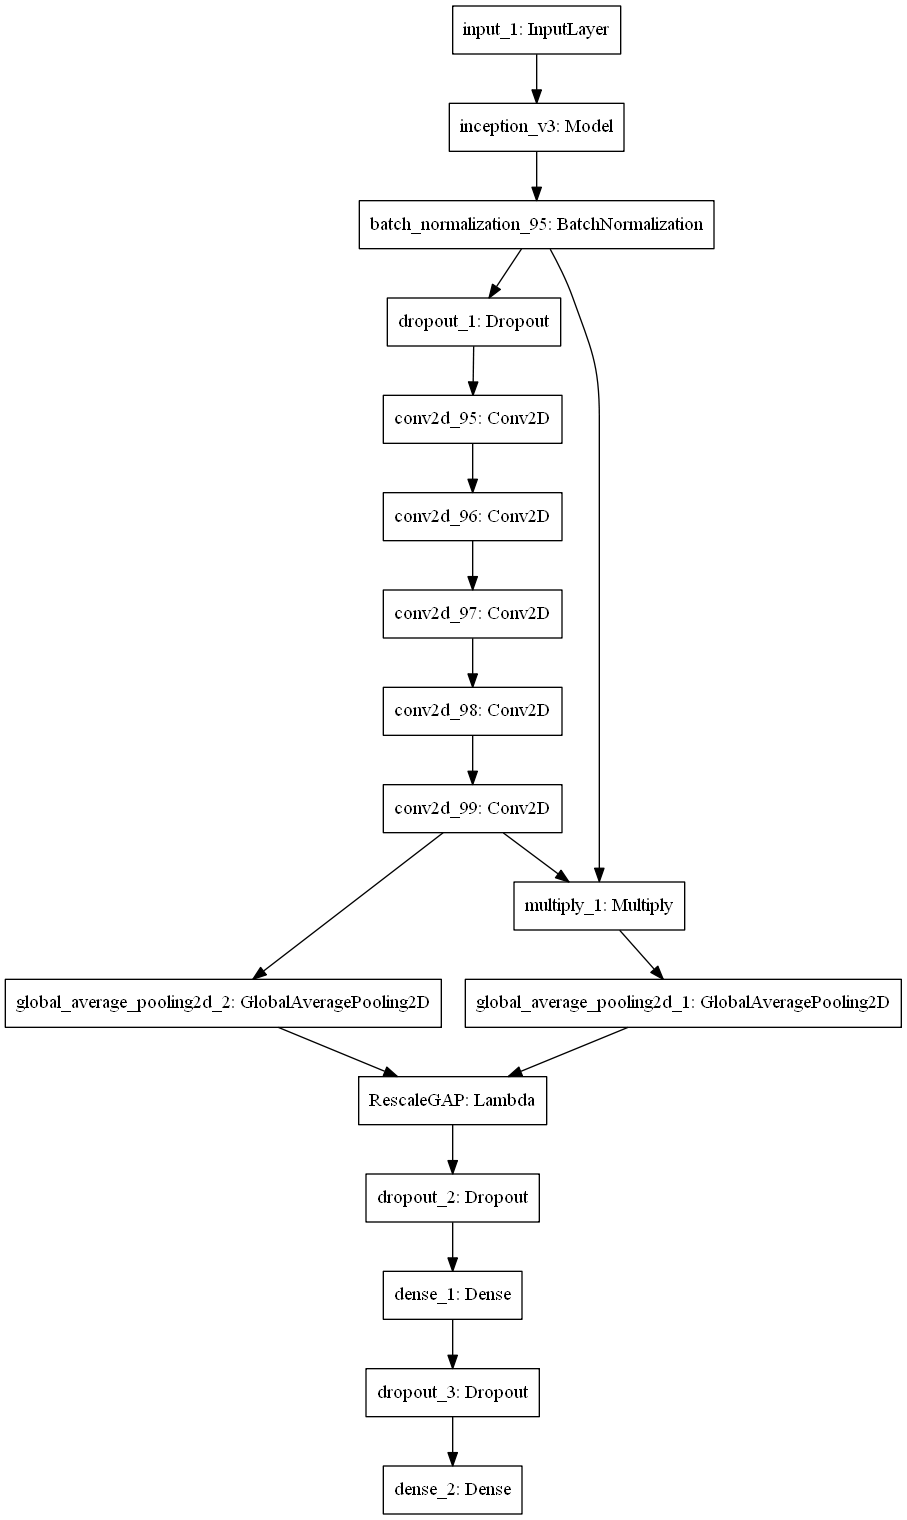 input_1: InputLayer
inception_v3: Model
batch_normalization_95: BatchNormalization
dropout_1: Dropout
conv2d_95: Conv2D
conv2d_96: Conv2D
conv2d_97: Conv2D
conv2d_98: Conv2D
conv2d_99: Conv2D
multiply_1: Multiply
global_average_pooling2d_2: GlobalAveragePooling2D
global_average_pooling2d_1: GlobalAveragePooling2D
RescaleGAP: Lambda
dropout_2: Dropout
dense_1: Dense
dropout_3: Dropout
dense_2: Dense